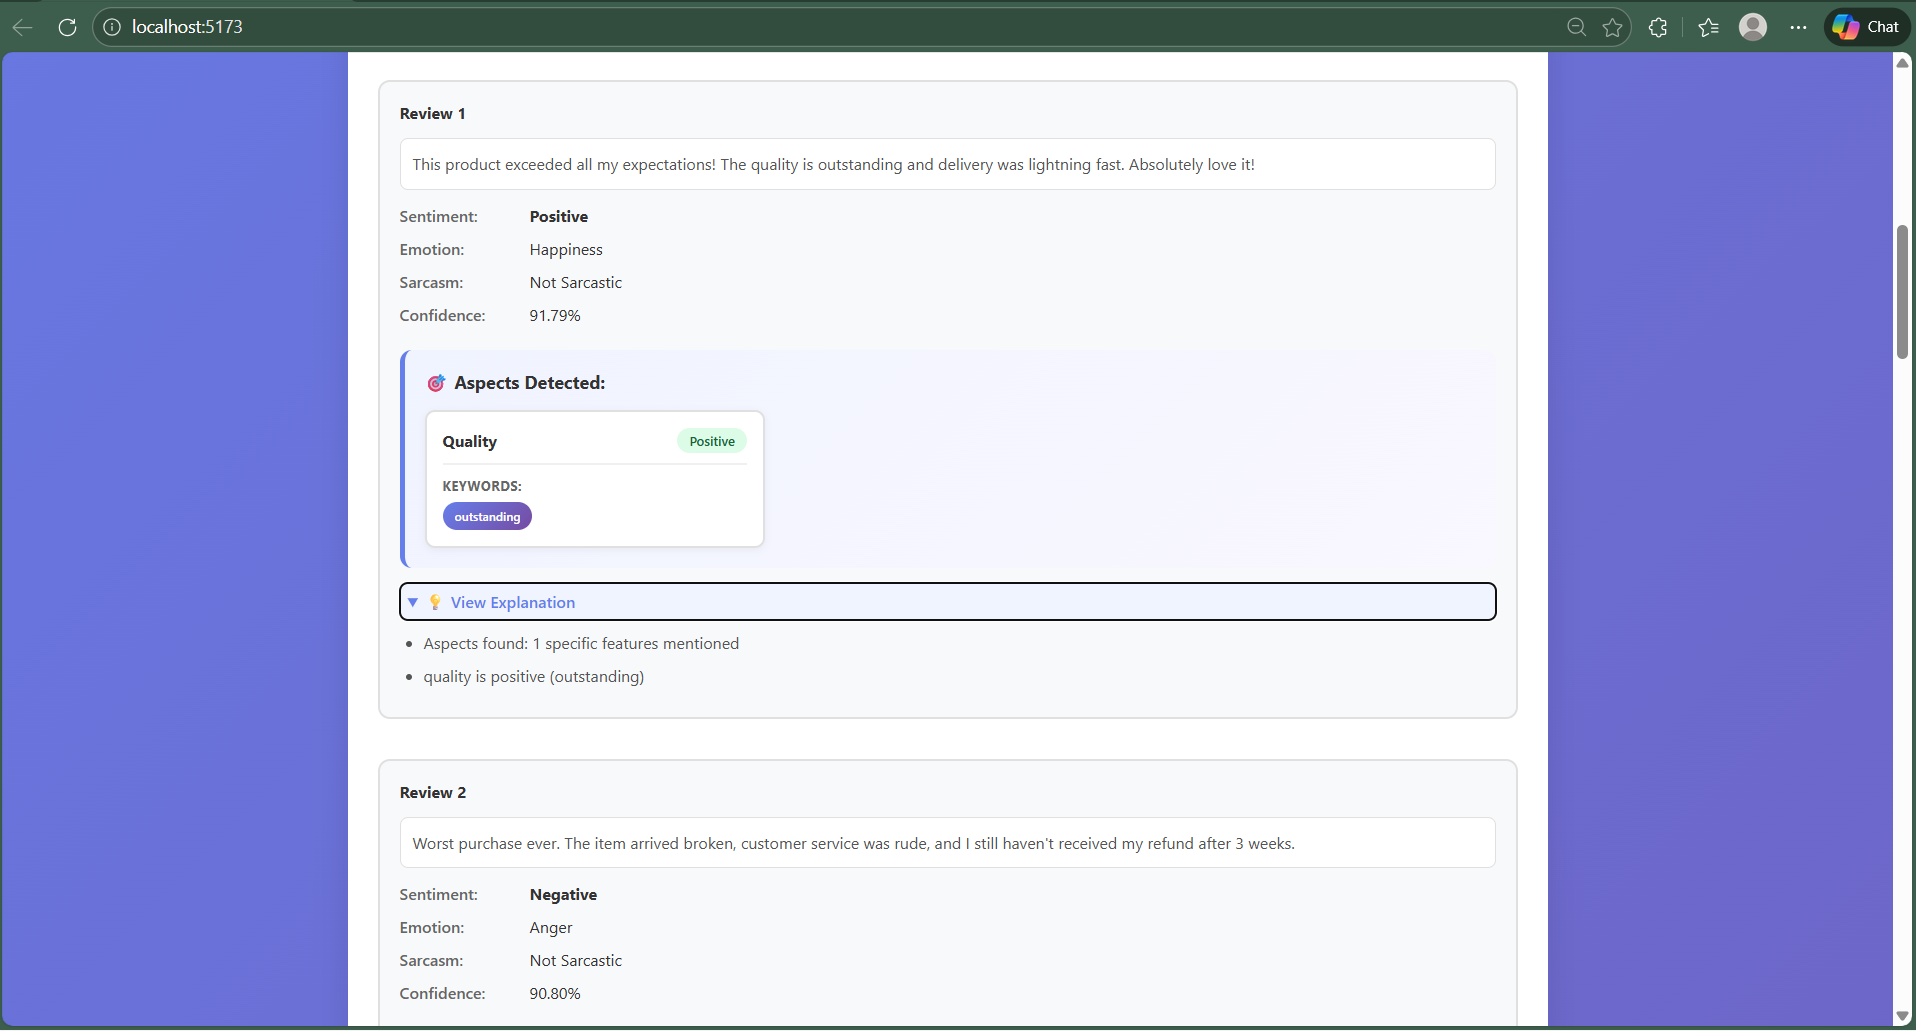 localhost:5173
Chat
Review 1
This product exceeded all my expectations! The quality is outstanding and delivery was lightning fast. Absolutely love it!
Sentiment: Positive
Emotion: Happiness
Sarcasm: Not Sarcastic
Confidence: 91.79%
Aspects Detected:
Quality Positive
KEYWORDS:
outstanding
View Explanation
Aspects found: 1 specific features mentioned
quality is positive (outstanding)
Review 2
Worst purchase ever. The item arrived broken, customer service was rude, and I still haven't received my refund after 3 weeks.
Sentiment: Negative
Emotion: Anger
Sarcasm: Not Sarcastic
Confidence: 90.80%